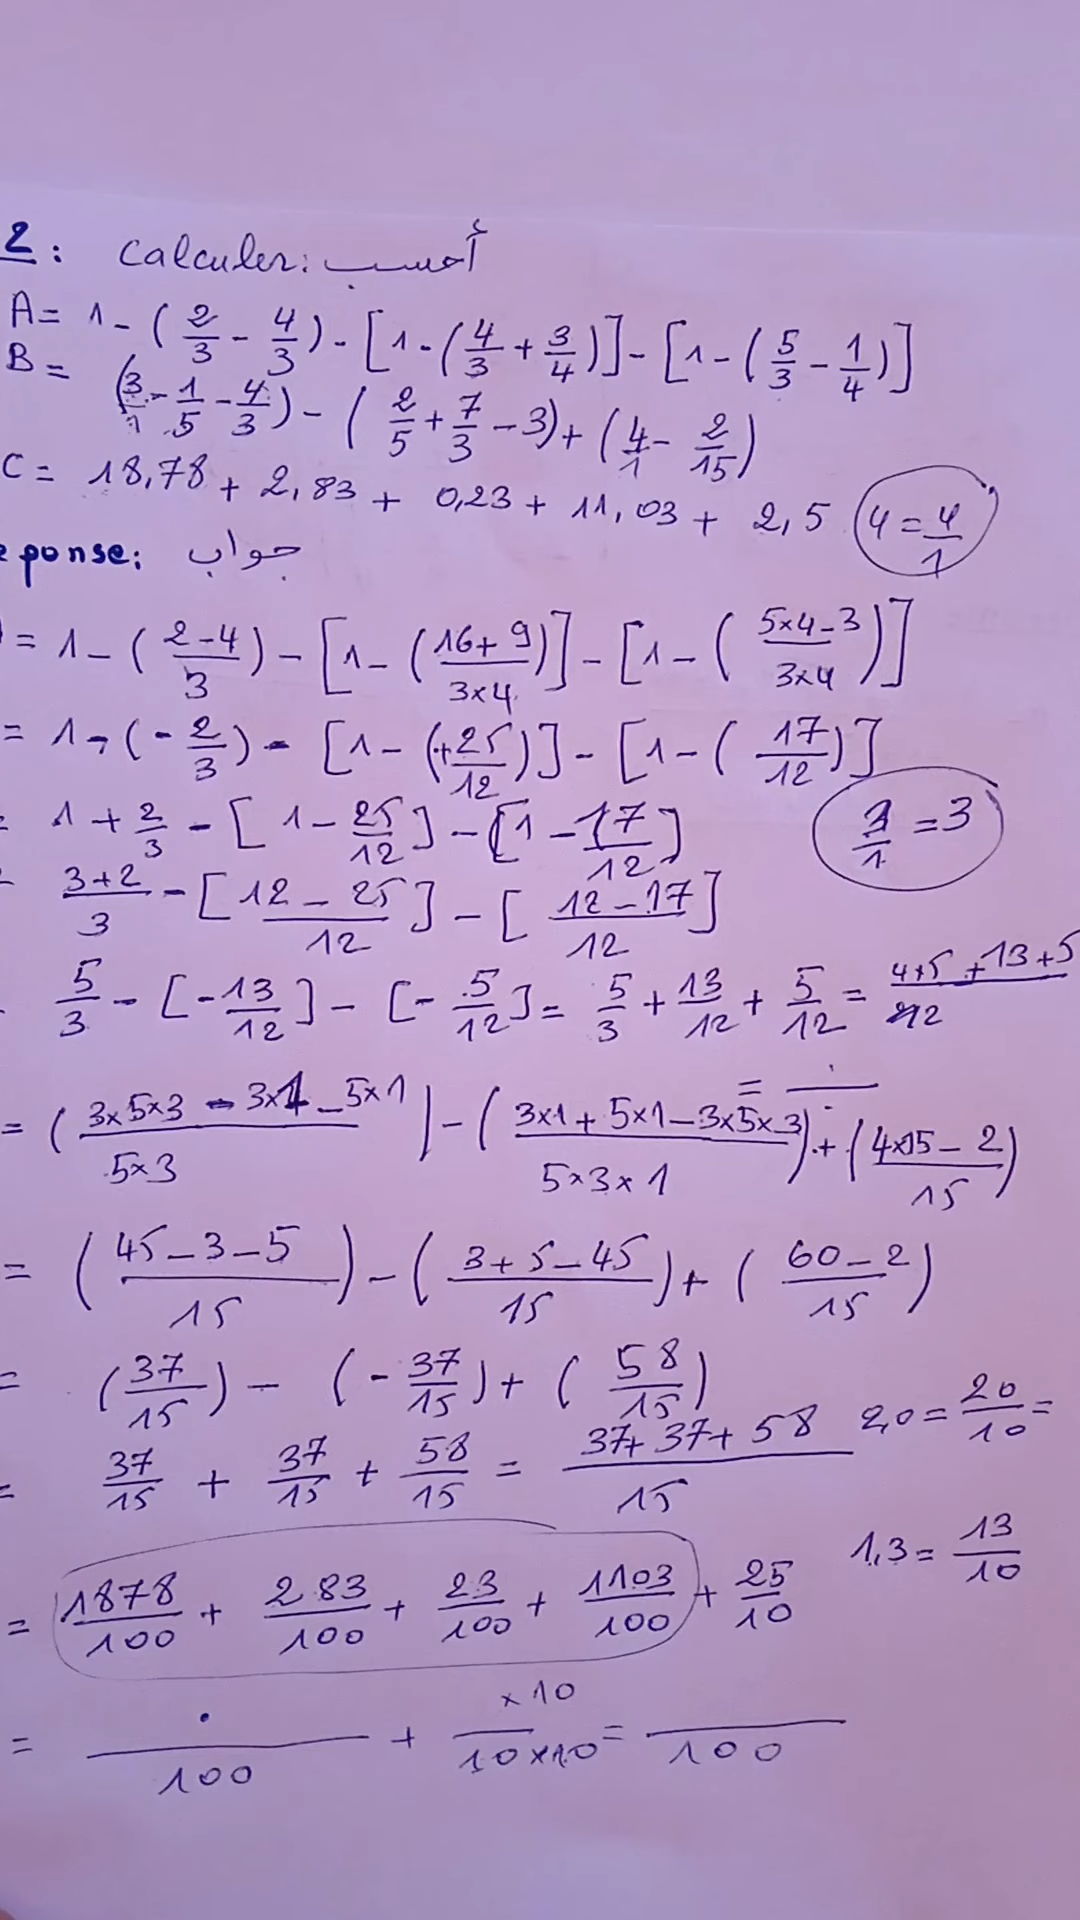 2: Calculer: أحسب
A = 1 - (2/3 - 4/3) - [1 - (4/3 + 3/4)] - [1 - (5/3 - 1/4)]
B = (3/1 - 1/5 - 4/3) - (2/5 + 7/3 - 3) + (4/1 - 2/15)
C = 18,78 + 2,83 + 0,23 + 11,03 + 2,5 4 = 4/1
eponse: جواب
= 1 - (2-4/3) - [1 - (16+9/3×4)] - [1 - (5×4-3/3×4)]
= 1 - (-2/3) - [1 - (+25/12)] - [1 - (17/12)]
= 1 + 2/3 - [1 - 25/12] - [1 - 17/12] 3/1 = 3
3+2/3 - [12-25/12] - [12-17/12]
5/3 - [-13/12] - [-5/12] = 5/3 + 13/12 + 5/12 = 4×5+13+5/12
= ./.
= (3×5×3 - 3×1 - 5×1/5×3) - (3×1+5×1-3×5×3/5×3×1) + (4×15-2/15)
= (45-3-5/15) - (3+5-45/15) + (60-2/15)
= (37/15) - (-37/15) + (58/15)
= 37/15 + 37/15 + 58/15 = 37+37+58/15 2,0 = 20/10 =
1,3 = 13/10
= 1878/100 + 283/100 + 23/100 + 1103/100 + 25/10
= ./100 + ×10/10×10 = /100